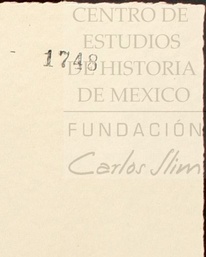 CENTRO DE
ESTUDIOS
DE HISTORIA
DE MEXICO
1748
FUNDACIÓN
Carlos Slim